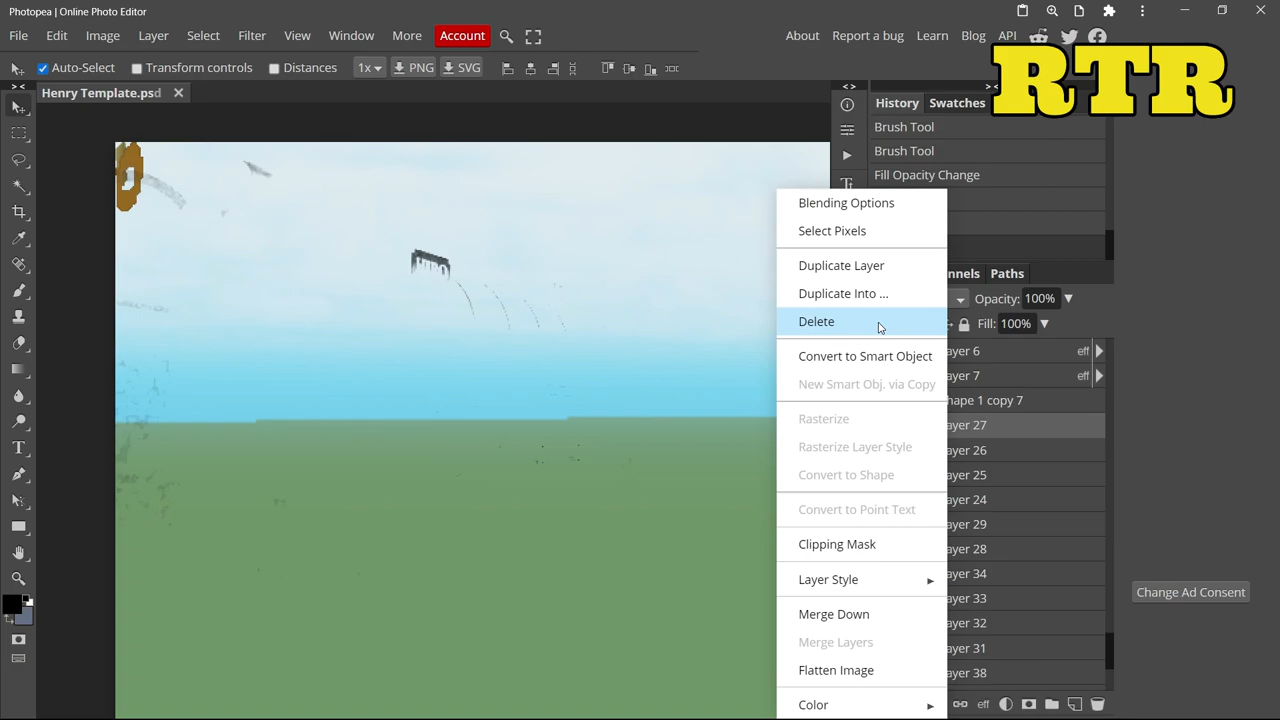 Photopea | Online Photo Editor
File Edit Image Layer Select Filter View Window More Account About Report a bug Learn Blog API
RTR
Auto-Select Transform controls Distances 1x PNG SVG
Henry Template.psd
History Swatches
Brush Tool
Brush Tool
Fill Opacity Change
Blending Options
Select Pixels
Duplicate Layer
Duplicate Into ...
Delete
Convert to Smart Object
New Smart Obj. via Copy
Rasterize
Rasterize Layer Style
Convert to Shape
Convert to Point Text
Clipping Mask
Layer Style
Merge Down
Merge Layers
Flatten Image
Color
nnels Paths
Opacity: 100%
Fill: 100%
ayer 6 eff
ayer 7 eff
hape 1 copy 7
ayer 27
ayer 26
ayer 25
ayer 24
ayer 29
ayer 28
ayer 34
ayer 33
ayer 32
ayer 31
ayer 38
eff
Change Ad Consent